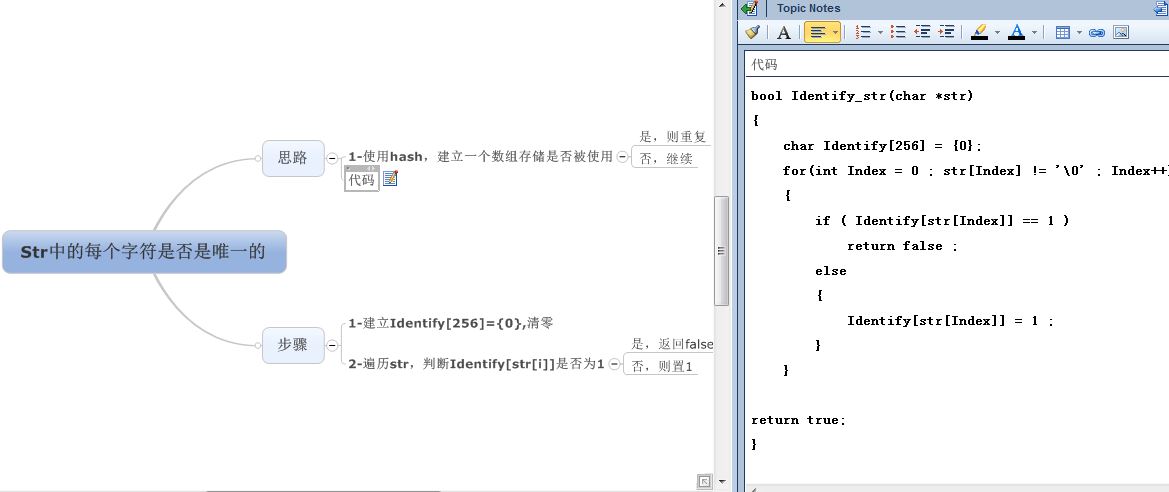 Topic Notes
Str中的每个字符是否是唯一的
思路
1-使用hash，建立一个数组存储是否被使用
是，则重复
否，继续
代码
步骤
1-建立Identify[256]={0},清零
2-遍历str，判断Identify[str[i]]是否为1
是，返回false
否，则置1
代码
bool Identify_str(char *str)
{
char Identify[256] = {0};
for(int Index = 0 ; str[Index] != '\0' ; Index++)
{
if ( Identify[str[Index]] == 1 )
return false ;
else
{
Identify[str[Index]] = 1 ;
}
}
return true;
}